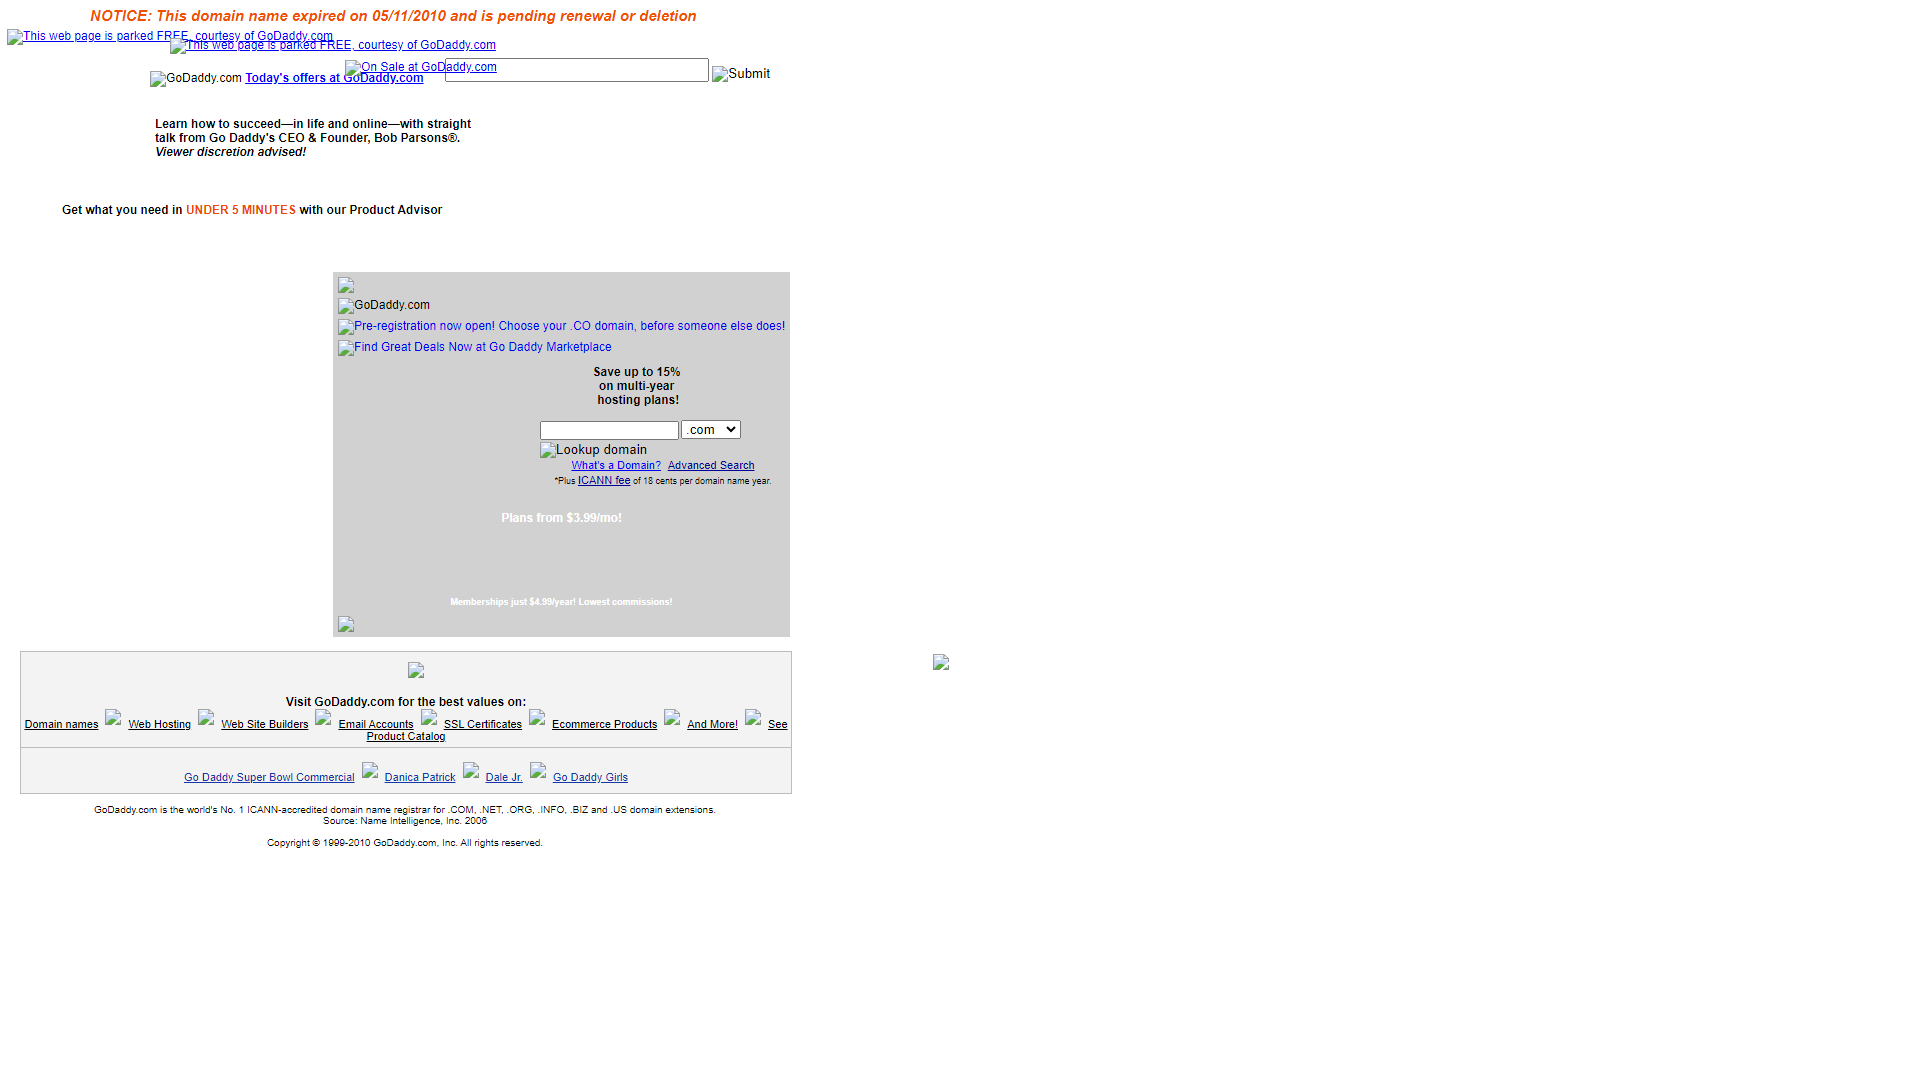 NOTICE: This domain name expired on 05/11/2010 and is pending renewal or deletion
This web page is parked FREE, courtesy of GoDaddy.com
This web page is parked FREE, courtesy of GoDaddy.com
On Sale at GoDaddy.com
Submit
GoDaddy.com Today's offers at GoDaddy.com
Learn how to succeed—in life and online—with straight
talk from Go Daddy's CEO & Founder, Bob Parsons®.
Viewer discretion advised!
Get what you need in UNDER 5 MINUTES with our Product Advisor
GoDaddy.com
Pre-registration now open! Choose your .CO domain, before someone else does!
Find Great Deals Now at Go Daddy Marketplace
Save up to 15%
on multi-year
hosting plans!
.com
Lookup domain
What's a Domain? Advanced Search
*Plus ICANN fee of 18 cents per domain name year.
Plans from $3.99/mo!
Memberships just $4.99/year! Lowest commissions!
Visit GoDaddy.com for the best values on:
Domain names Web Hosting Web Site Builders Email Accounts SSL Certificates Ecommerce Products And More! See
Product Catalog
Go Daddy Super Bowl Commercial Danica Patrick Dale Jr. Go Daddy Girls
GoDaddy.com is the world's No. 1 ICANN-accredited domain name registrar for .COM, .NET, .ORG, .INFO, .BIZ and .US domain extensions.
Source: Name Intelligence, Inc. 2006
Copyright © 1999-2010 GoDaddy.com, Inc. All rights reserved.